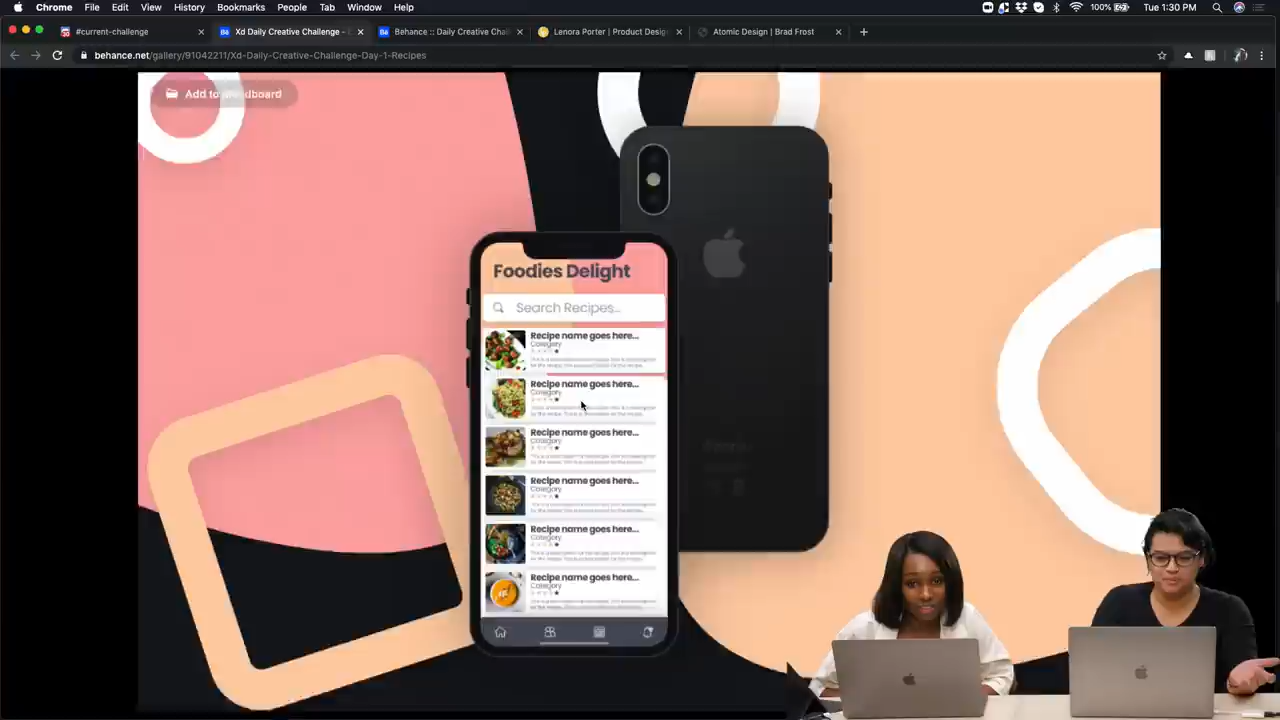 Chrome File Edit View History Bookmarks People Tab Window Help 100% Tue 1:30 PM
#current-challenge Xd Daily Creative Challenge - Behance :: Daily Creative Chal Lenora Porter | Product Desig Atomic Design | Brad Frost
behance.net/gallery/91042211/Xd-Daily-Creative-Challenge-Day-1-Recipes
Add to Moodboard
Foodies Delight
Search Recipes...
Recipe name goes here...
Category
Recipe name goes here...
Category
Recipe name goes here...
Category
Recipe name goes here...
Category
Recipe name goes here...
Category
Recipe name goes here...
Category